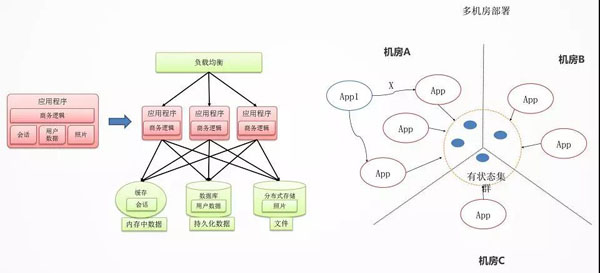 多机房部署
负载均衡
机房A
机房B
应用程序
商务逻辑
会话
用户
数据
照片
应用程序
商务逻辑
应用程序
商务逻辑
应用程序
商务逻辑
App1
X
App
App
App
有状态集
群
App
缓存
会话
内存中数据
数据库
用户数据
持久化数据
分布式存储
照片
文件
机房C